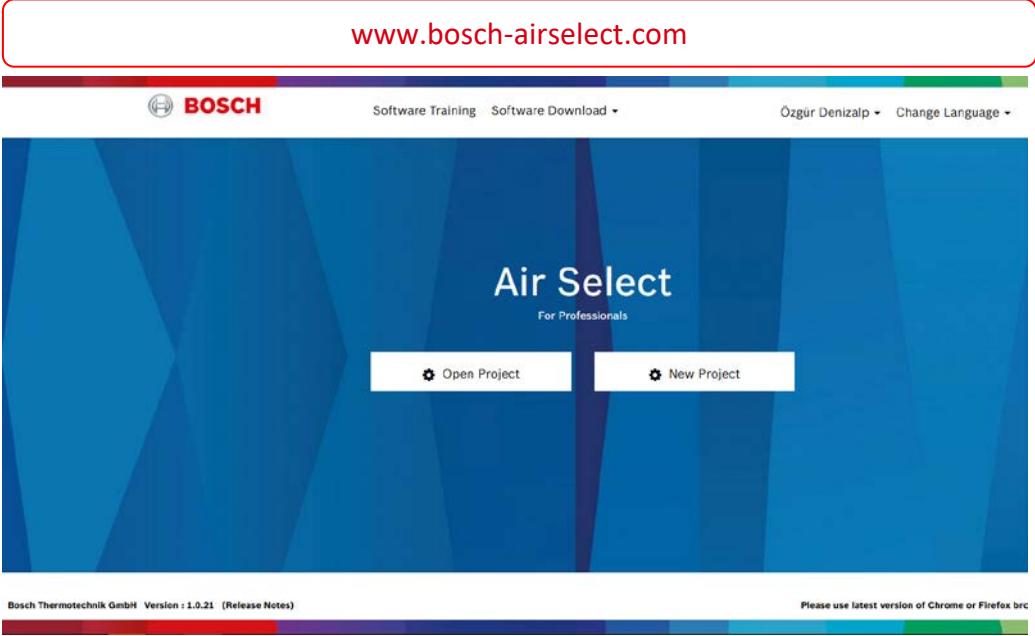 www.bosch-airselect.com
BOSCH
Software Training Software Download
Özgür Denizalp Change Language
Air Select
For Professionals
Open Project
New Project
Bosch Thermotechnik GmbH Version : 1.0.21 (Release Notes)
Please use latest version of Chrome or Firefox